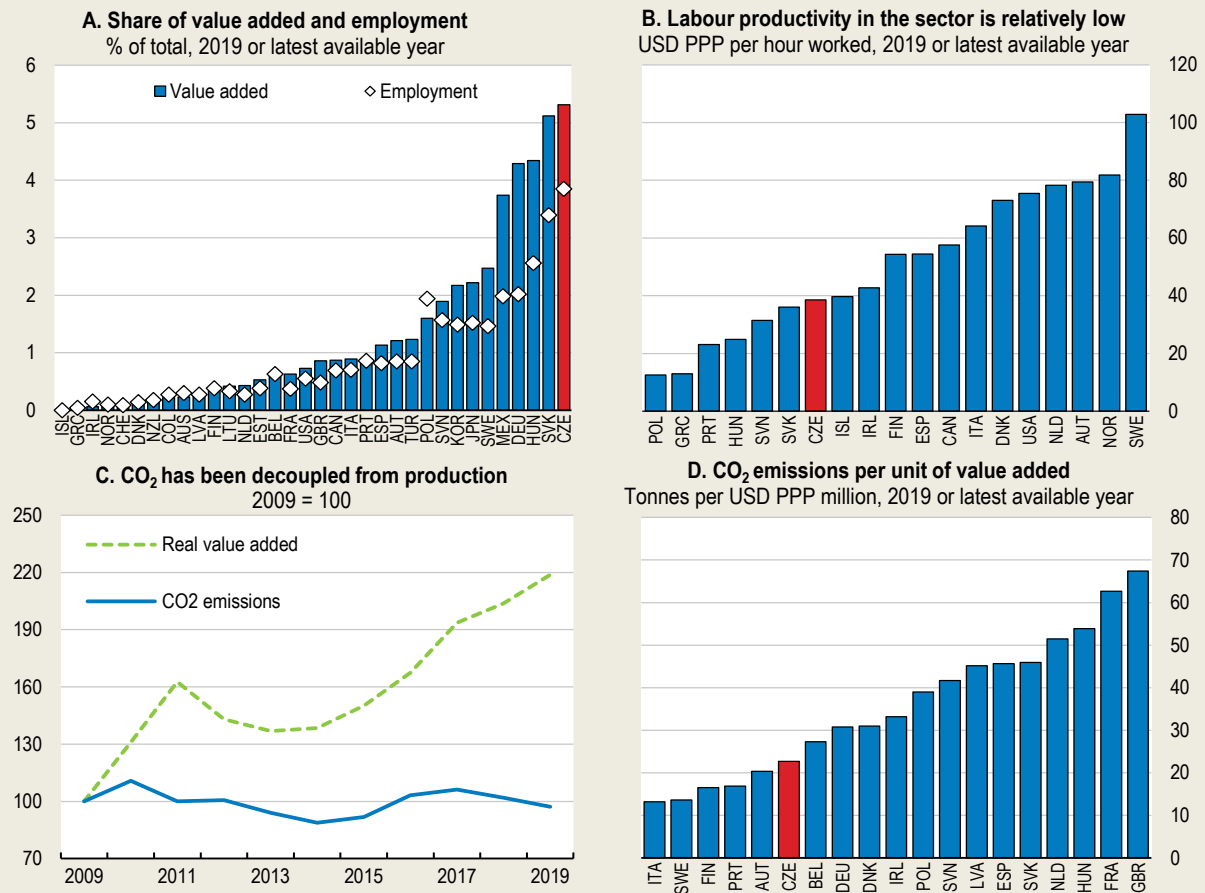 A. Share of value added and employment
% of total, 2019 or latest available year
6
5
4
3
2
1
0
Value added
Employment
ISL GRC IRL NOR CHE DNK NZL COL AUS LVA FIN LTU NLD EST BEL FRA USA GBR CAN ITA PRT ESP AUT TUR POL SVN KOR JPN SWE MEX DEU HUN SVK CZE
B. Labour productivity in the sector is relatively low
USD PPP per hour worked, 2019 or latest available year
120
100
80
60
40
20
0
POL GRC PRT HUN SVN SVK CZE ISL IRL FIN ESP CAN ITA DNK USA NLD AUT NOR SWE
C. CO₂ has been decoupled from production
2009 = 100
250
220
190
160
130
100
70
Real value added
CO2 emissions
2009 2011 2013 2015 2017 2019
D. CO₂ emissions per unit of value added
Tonnes per USD PPP million, 2019 or latest available year
80
70
60
50
40
30
20
10
0
ITA SWE FIN PRT AUT CZE BEL DEU DNK IRL POL SVN LVA ESP SVK NLD HUN FRA GBR